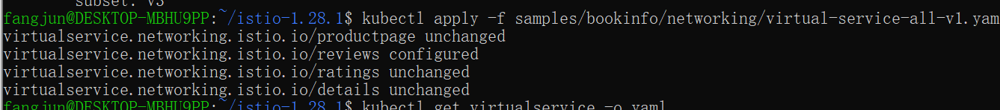 subset: v3
fangjun@DESKTOP-MBHU9PP:~/istio-1.28.1$ kubectl apply -f samples/bookinfo/networking/virtual-service-all-v1.yam
virtualservice.networking.istio.io/productpage unchanged
virtualservice.networking.istio.io/reviews configured
virtualservice.networking.istio.io/ratings unchanged
virtualservice.networking.istio.io/details unchanged
fangjun@DESKTOP-MBHU9PP:~/istio-1.28.1$ kubectl get virtualservice -o yaml